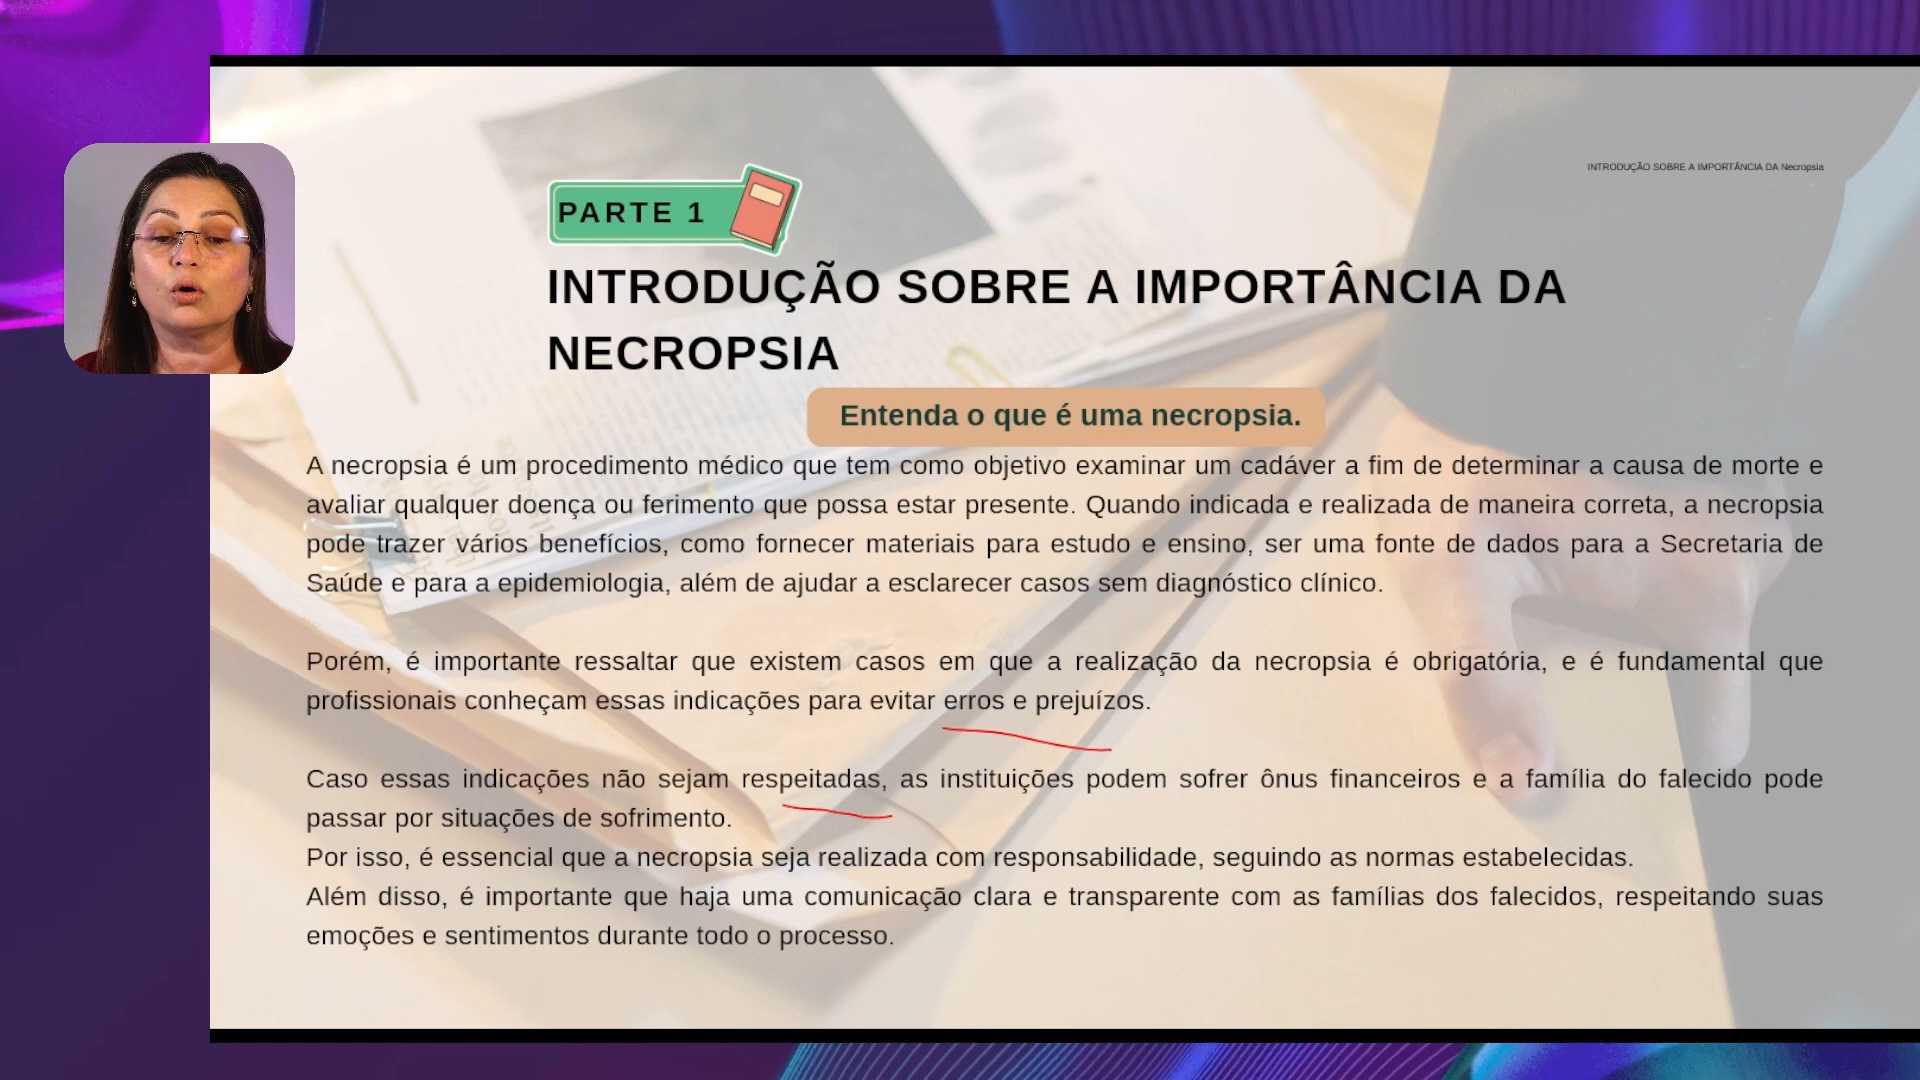 INTRODUÇÃO SOBRE A IMPORTÂNCIA DA Necropsia
PARTE 1
INTRODUÇÃO SOBRE A IMPORTÂNCIA DA
NECROPSIA
Entenda o que é uma necropsia.
A necropsia é um procedimento médico que tem como objetivo examinar um cadáver a fim de determinar a causa de morte e
avaliar qualquer doença ou ferimento que possa estar presente. Quando indicada e realizada de maneira correta, a necropsia
pode trazer vários benefícios, como fornecer materiais para estudo e ensino, ser uma fonte de dados para a Secretaria de
Saúde e para a epidemiologia, além de ajudar a esclarecer casos sem diagnóstico clínico.
Porém, é importante ressaltar que existem casos em que a realização da necropsia é obrigatória, e é fundamental que
profissionais conheçam essas indicações para evitar erros e prejuízos.
Caso essas indicações não sejam respeitadas, as instituições podem sofrer ônus financeiros e a família do falecido pode
passar por situações de sofrimento.
Por isso, é essencial que a necropsia seja realizada com responsabilidade, seguindo as normas estabelecidas.
Além disso, é importante que haja uma comunicação clara e transparente com as famílias dos falecidos, respeitando suas
emoções e sentimentos durante todo o processo.